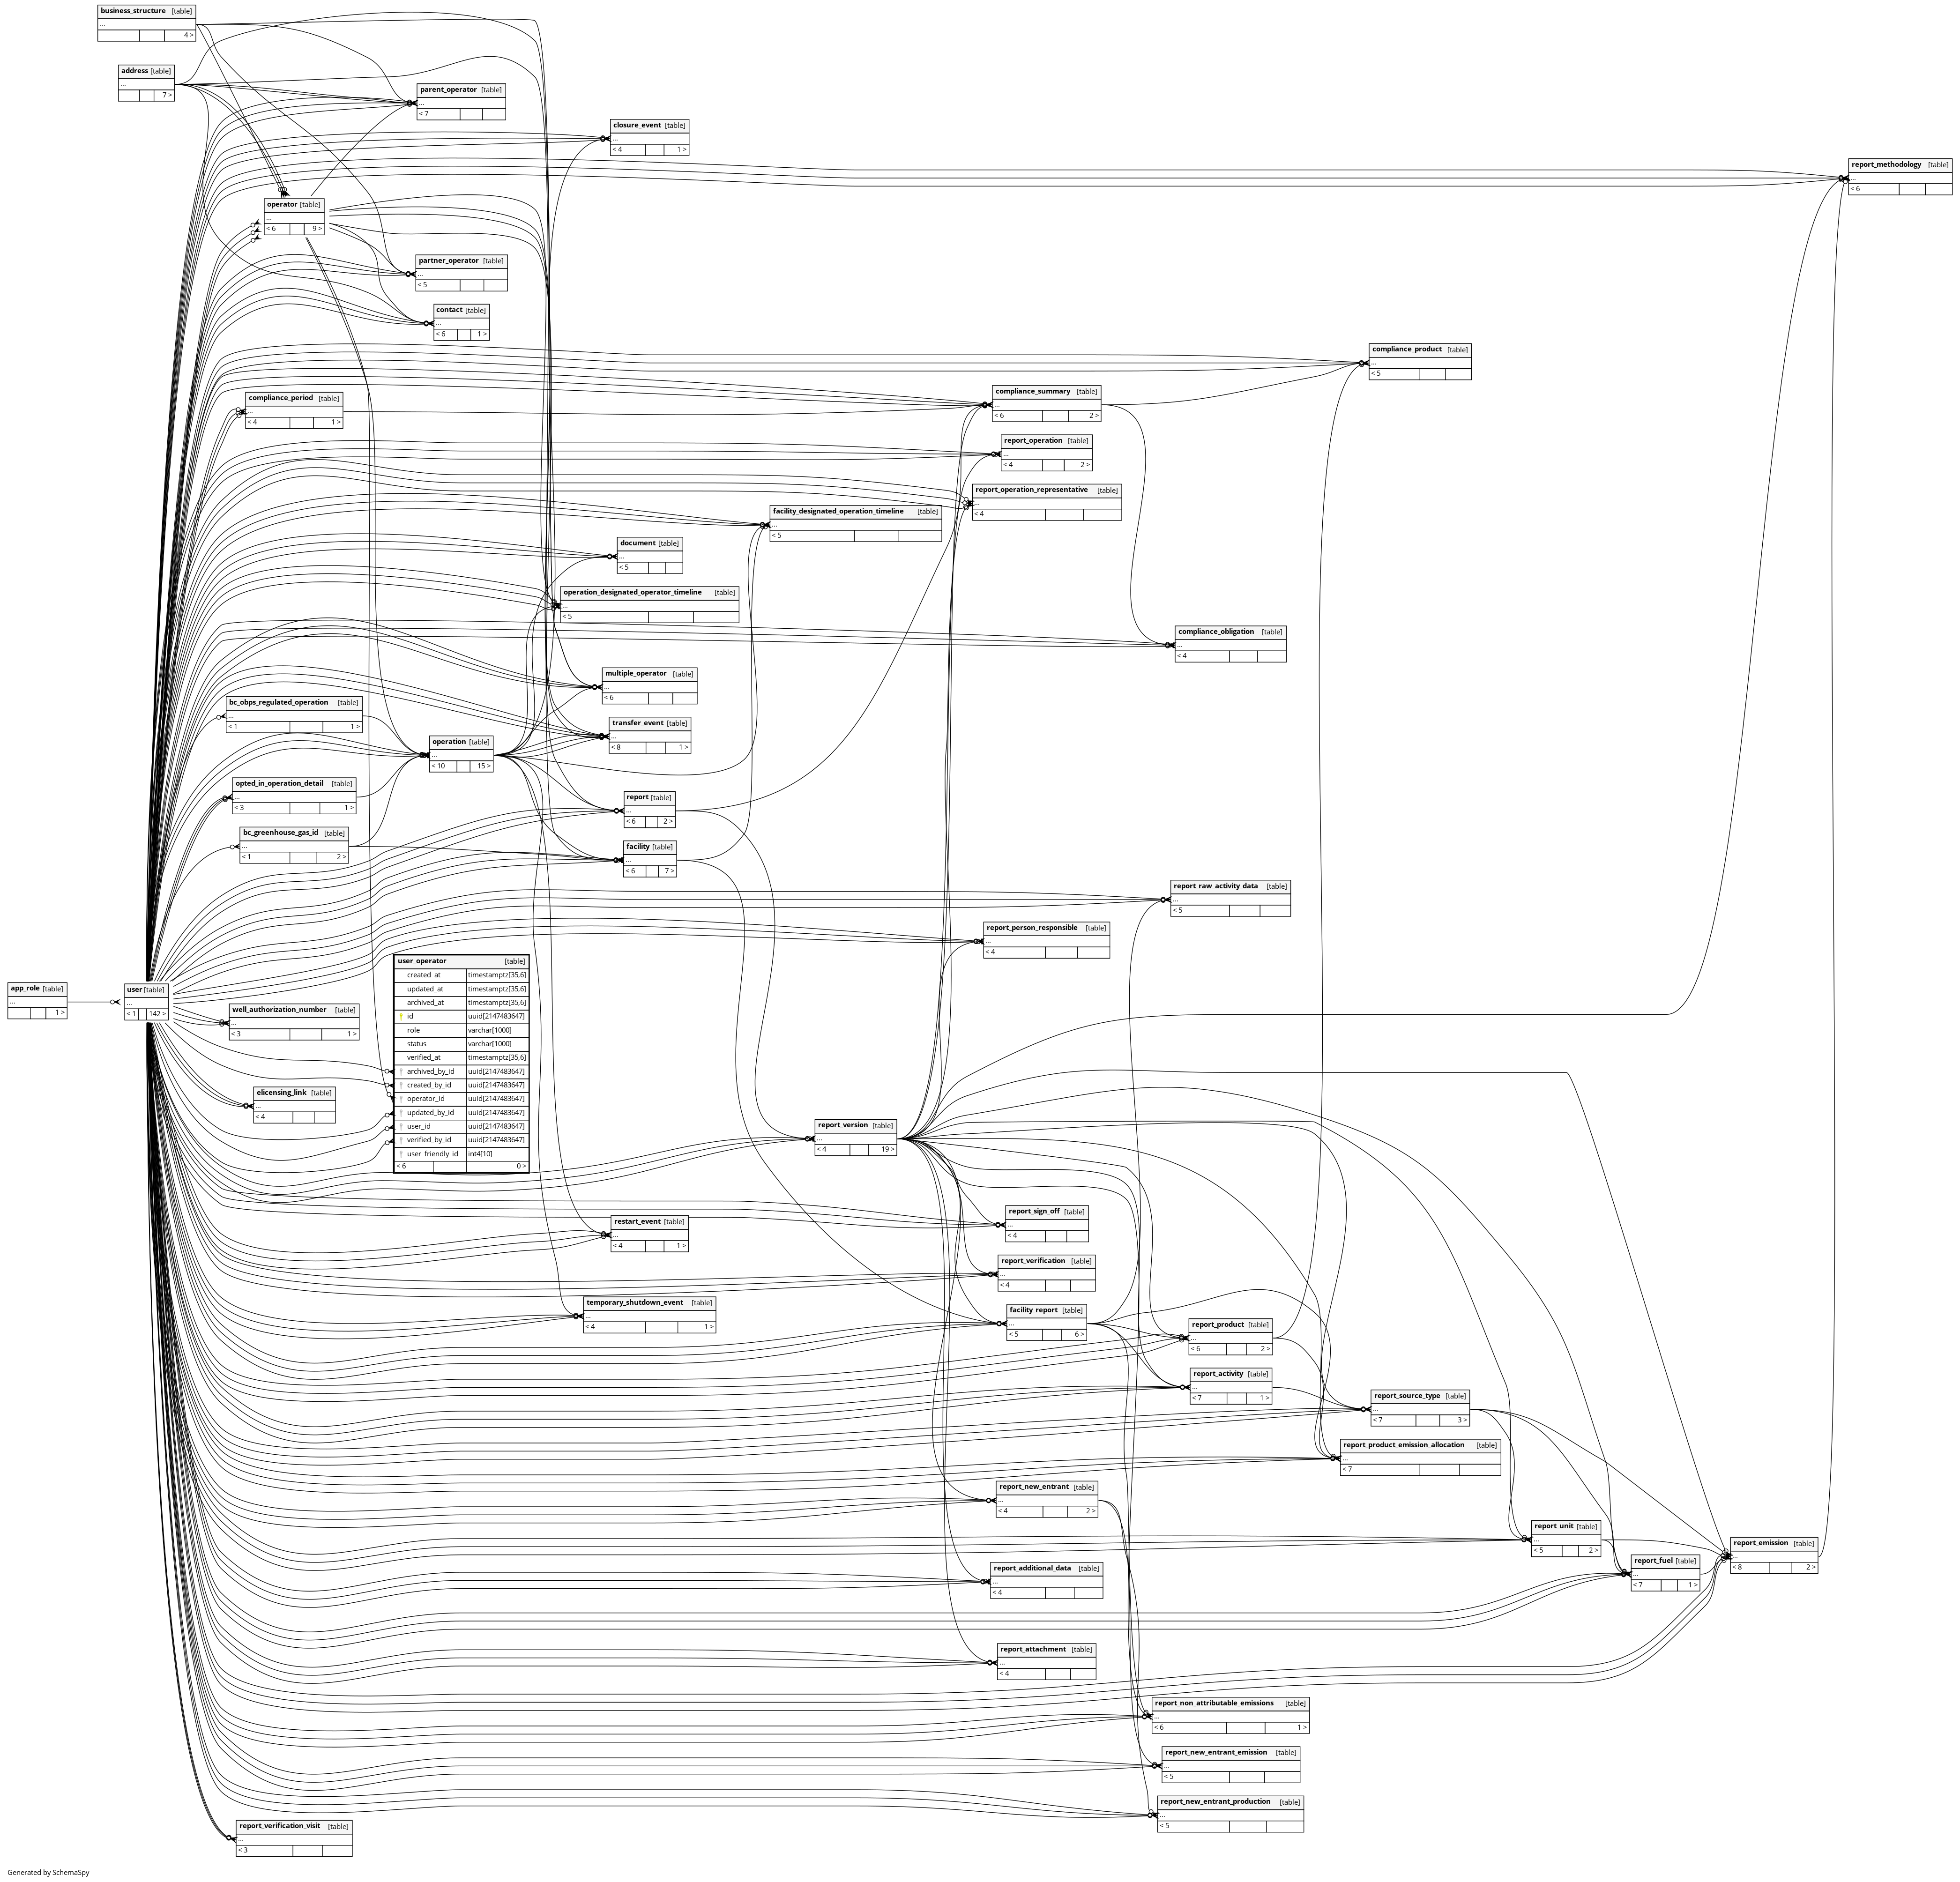 business_structure [table]
...
4 >
address [table]
...
7 >
parent_operator [table]
...
< 7
closure_event [table]
...
< 4 1 >
report_methodology [table]
...
< 6
operator [table]
...
< 6 9 >
partner_operator [table]
...
< 5
contact [table]
...
< 6 1 >
compliance_product [table]
...
< 5
compliance_summary [table]
...
< 6 2 >
compliance_period [table]
...
< 4 1 >
report_operation [table]
...
< 4 2 >
report_operation_representative [table]
...
< 4
facility_designated_operation_timeline [table]
...
< 5
document [table]
...
< 5
operation_designated_operator_timeline [table]
...
< 5
compliance_obligation [table]
...
< 4
multiple_operator [table]
...
< 6
bc_obps_regulated_operation [table]
...
< 1 1 >
transfer_event [table]
...
< 8 1 >
operation [table]
...
< 10 15 >
opted_in_operation_detail [table]
...
< 3 1 >
report [table]
...
< 6 2 >
bc_greenhouse_gas_id [table]
...
< 1 2 >
facility [table]
...
< 6 7 >
report_raw_activity_data [table]
...
< 5
report_person_responsible [table]
...
< 4
user_operator [table]
created_at timestamptz[35,6]
updated_at timestamptz[35,6]
archived_at timestamptz[35,6]
id uuid[2147483647]
role varchar[1000]
status varchar[1000]
verified_at timestamptz[35,6]
archived_by_id uuid[2147483647]
created_by_id uuid[2147483647]
operator_id uuid[2147483647]
updated_by_id uuid[2147483647]
user_id uuid[2147483647]
verified_by_id uuid[2147483647]
user_friendly_id int4[10]
< 6 0 >
app_role [table]
...
1 >
user [table]
...
< 1 142 >
well_authorization_number [table]
...
< 3 1 >
elicensing_link [table]
...
< 4
report_version [table]
...
< 4 19 >
report_sign_off [table]
...
< 4
restart_event [table]
...
< 4 1 >
report_verification [table]
...
< 4
temporary_shutdown_event [table]
...
< 4 1 >
facility_report [table]
...
< 5 6 >
report_product [table]
...
< 6 2 >
report_activity [table]
...
< 7 1 >
report_source_type [table]
...
< 7 3 >
report_product_emission_allocation [table]
...
< 7
report_new_entrant [table]
...
< 4 2 >
report_unit [table]
...
< 5 2 >
report_emission [table]
...
< 8 2 >
report_fuel [table]
...
< 7 1 >
report_additional_data [table]
...
< 4
report_attachment [table]
...
< 4
report_non_attributable_emissions [table]
...
< 6 1 >
report_new_entrant_emission [table]
...
< 5
report_new_entrant_production [table]
...
< 5
report_verification_visit [table]
...
< 3
Generated by SchemaSpy